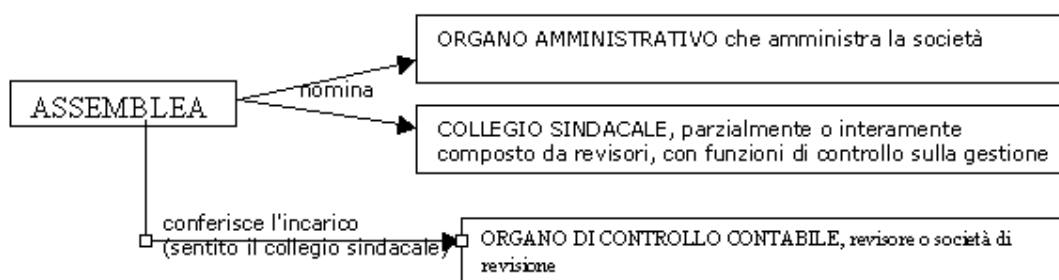 ORGANO AMMINISTRATIVO che amministra la società
nomina
ASSEMBLEA
COLLEGIO SINDACALE, parzialmente o interamente
composto da revisori, con funzioni di controllo sulla gestione
conferisce l'incarico
(sentito il collegio sindacale)
ORGANO DI CONTROLLO CONTABILE, revisore o società di
revisione